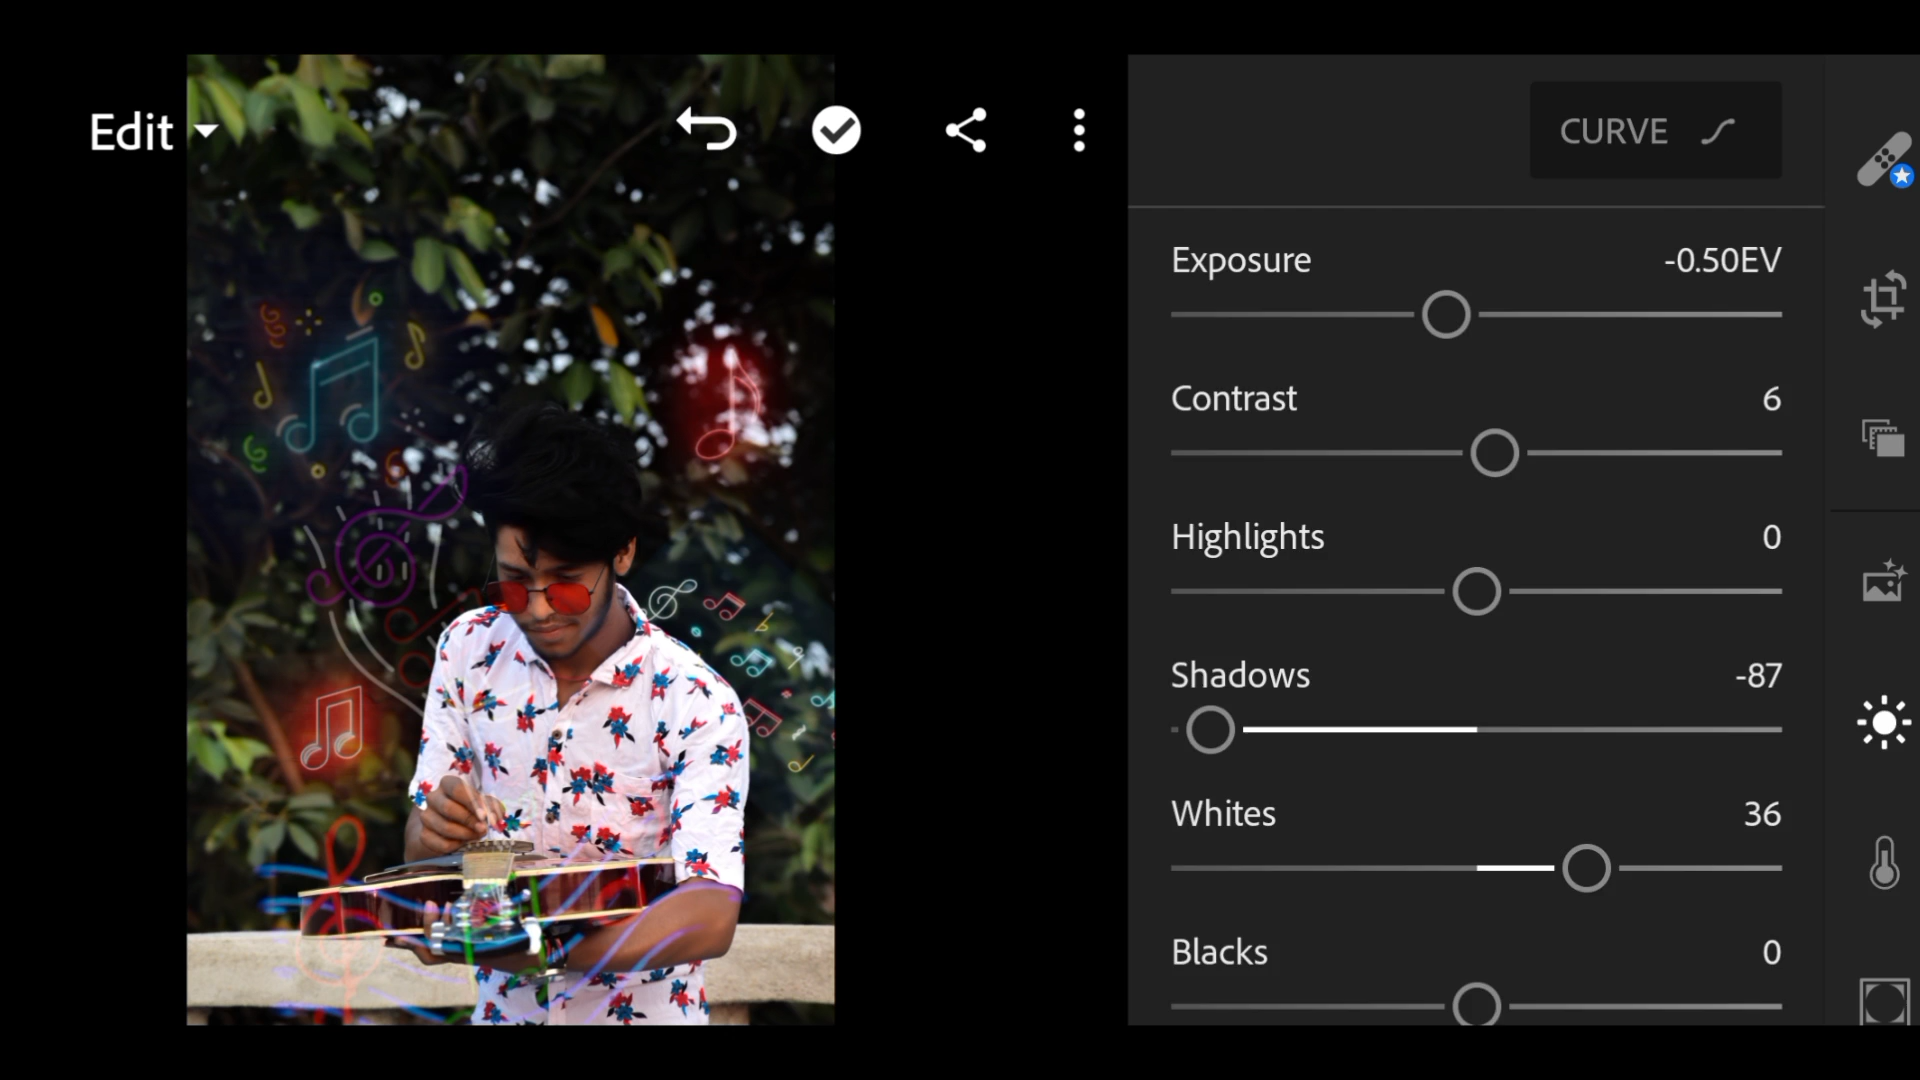 Edit
CURVE
Exposure -0.50EV
Contrast 6
Highlights 0
Shadows -87
Whites 36
Blacks 0